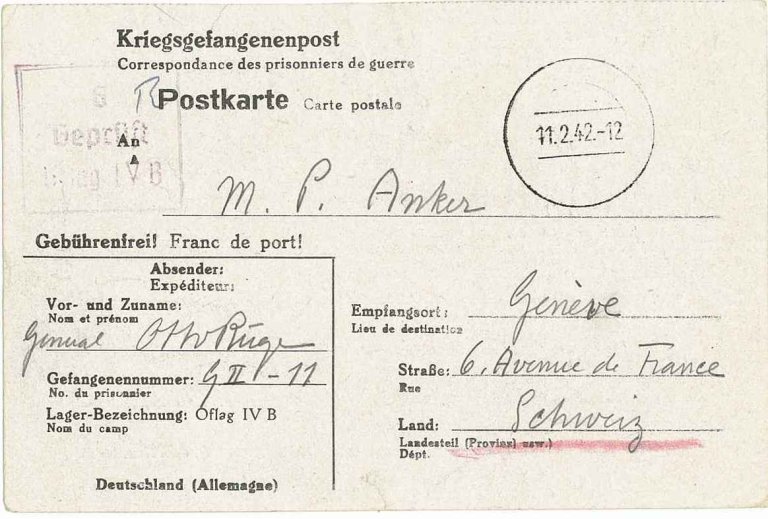 Kriegsgefangenenpost
Correspondance des prisonniers de guerre
Postkarte Carte postale
Geprüft
IV B
11.2.42.-12
An
A
M. P. Anker
Gebührenfrei! Franc de port!
Absender:
Expéditeur:
Vor- und Zuname:
Nom et prénom
General Otto Ruge
Gefangenennummer: G II - 11
No. du prisonnier
Lager-Bezeichnung: Oflag IV B
Nom du camp
Deutschland (Allemagne)
Empfangsort: Genève
Lieu de destination
Straße: 6, Avenue de France
Rue
Land: Schweiz
Landesteil (Provinz usw.)
Dépt.